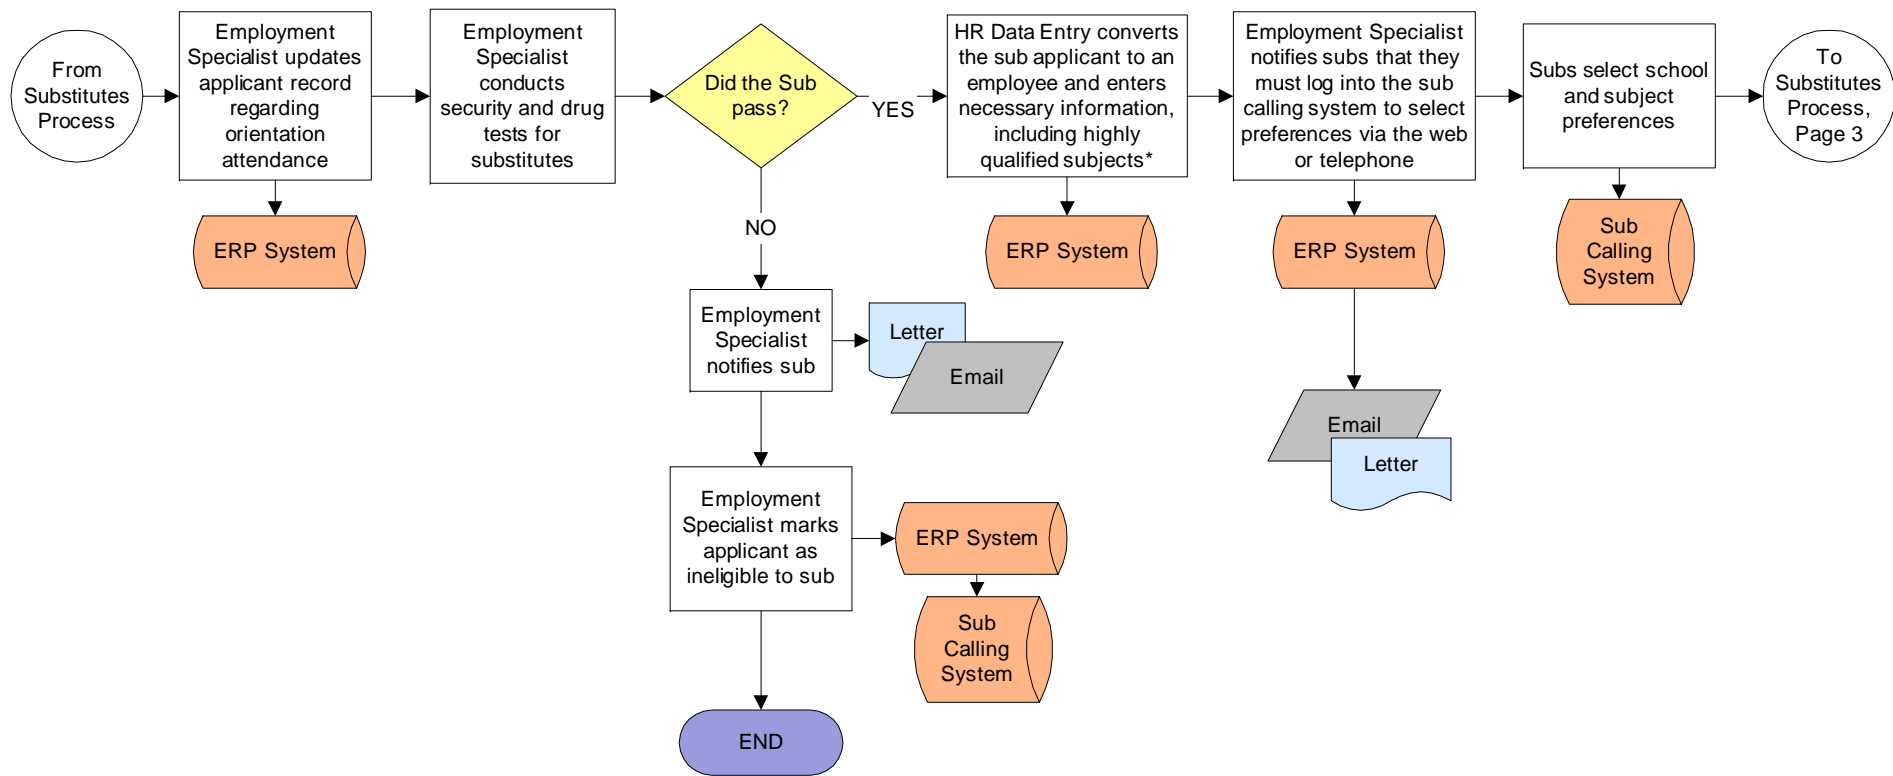 From
Substitutes
Process
Employment
Specialist updates
applicant record
regarding
orientation
attendance
Employment
Specialist
conducts
security and drug
tests for
substitutes
Did the Sub
pass?
YES
HR Data Entry converts
the sub applicant to an
employee and enters
necessary information,
including highly
qualified subjects*
Employment Specialist
notifies subs that they
must log into the sub
calling system to select
preferences via the web
or telephone
Subs select school
and subject
preferences
To
Substitutes
Process,
Page 3
ERP System
NO
ERP System
ERP System
Sub
Calling
System
Employment
Specialist
notifies sub
Letter
Email
Email
Letter
Employment
Specialist marks
applicant as
ineligible to sub
ERP System
Sub
Calling
System
END